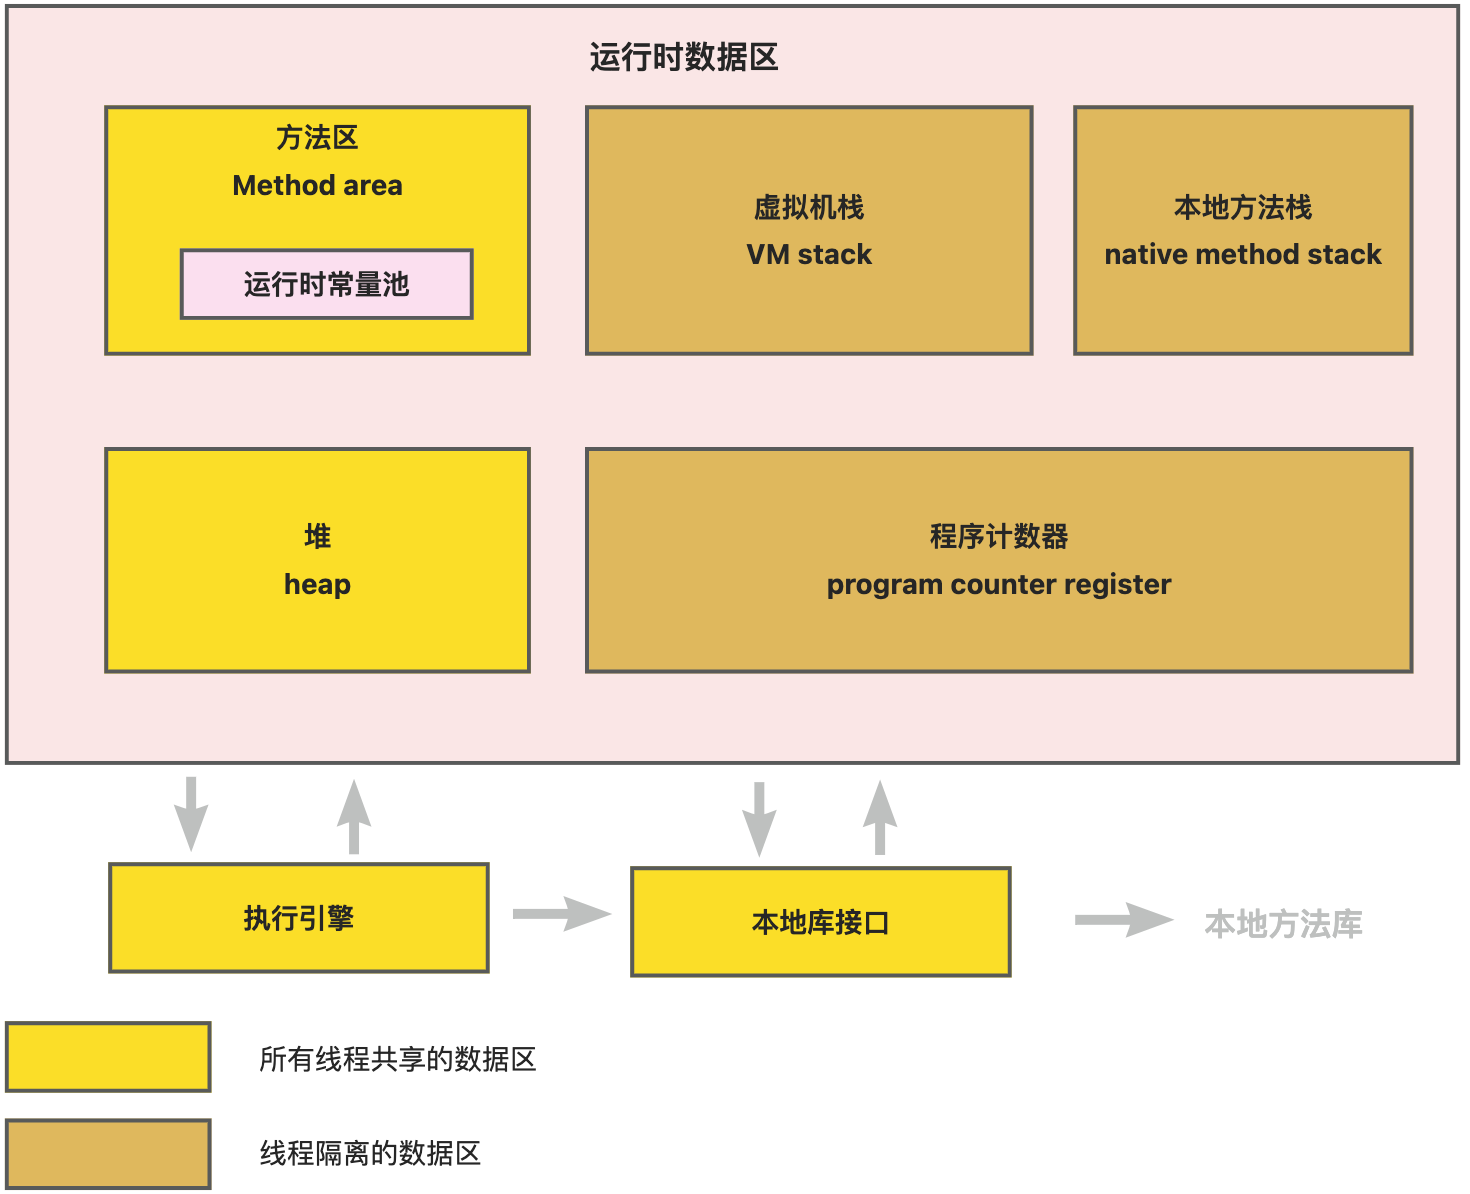 运行时数据区
方法区
Method area
运行时常量池
虚拟机栈
VM stack
本地方法栈
native method stack
堆
heap
程序计数器
program counter register
执行引擎
本地库接口
本地方法库
所有线程共享的数据区
线程隔离的数据区